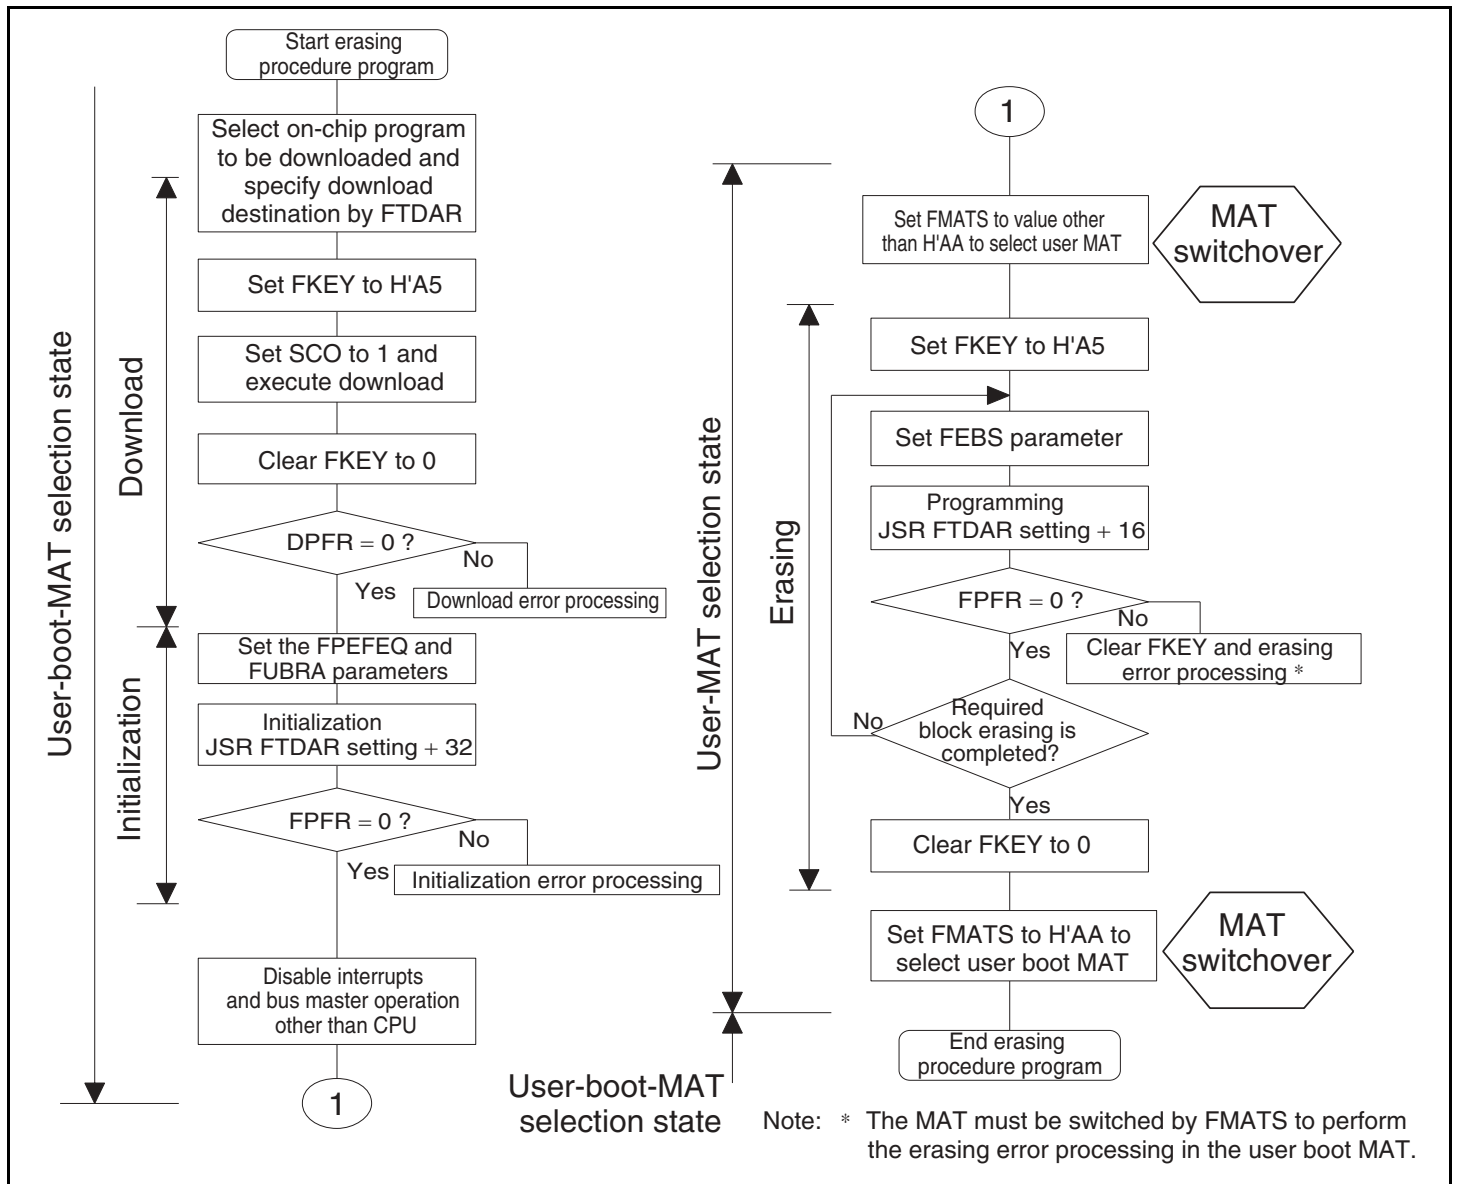 Start erasing
procedure program
Select on-chip program
to be downloaded and
specify download
destination by FTDAR
Set FKEY to H'A5
Set SCO to 1 and
execute download
Clear FKEY to 0
DPFR = 0 ?
No
Yes
Download error processing
Set the FPEFEQ and
FUBRA parameters
Initialization
JSR FTDAR setting + 32
FPFR = 0 ?
No
Yes
Initialization error processing
Disable interrupts
and bus master operation
other than CPU
1
User-boot-MAT selection state
Download
Initialization
1
Set FMATS to value other
than H'AA to select user MAT
MAT
switchover
Set FKEY to H'A5
Set FEBS parameter
Programming
JSR FTDAR setting + 16
FPFR = 0 ?
No
Yes
Clear FKEY and erasing
error processing *
Required
block erasing is
completed?
No
Yes
Clear FKEY to 0
Set FMATS to H'AA to
select user boot MAT
MAT
switchover
End erasing
procedure program
User-MAT selection state
Erasing
User-boot-MAT
selection state
Note: * The MAT must be switched by FMATS to perform
the erasing error processing in the user boot MAT.